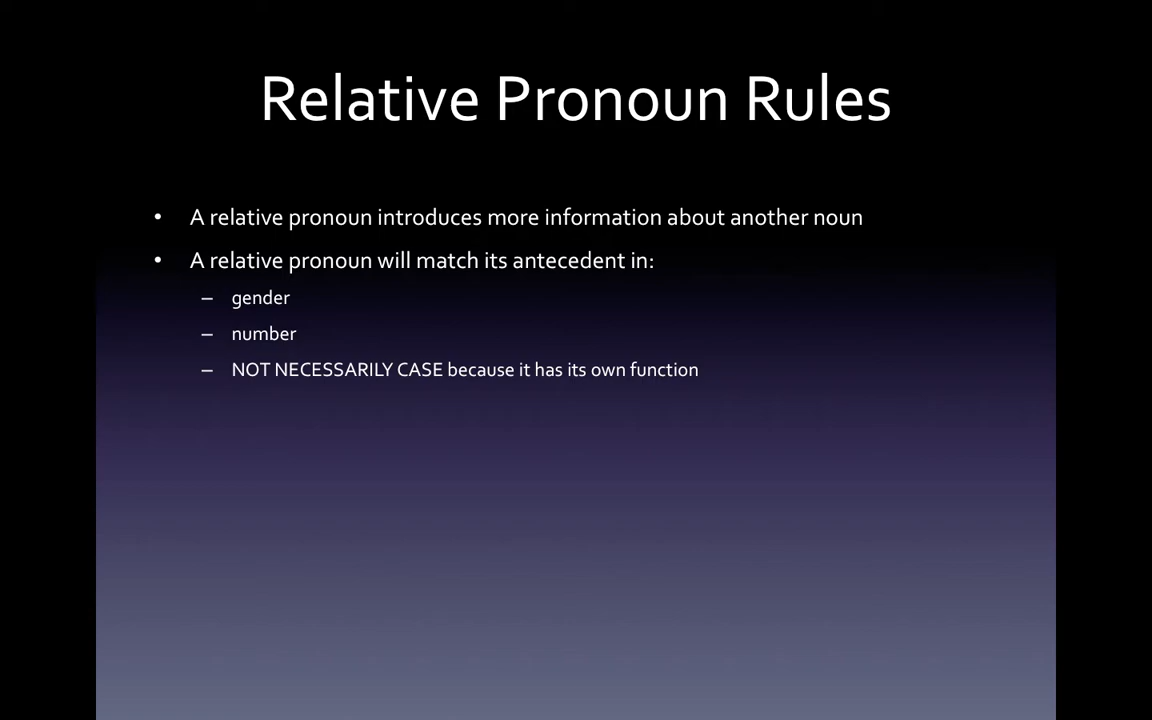 Relative Pronoun Rules
• A relative pronoun introduces more information about another noun
• A relative pronoun will match its antecedent in:
– gender
– number
– NOT NECESSARILY CASE because it has its own function